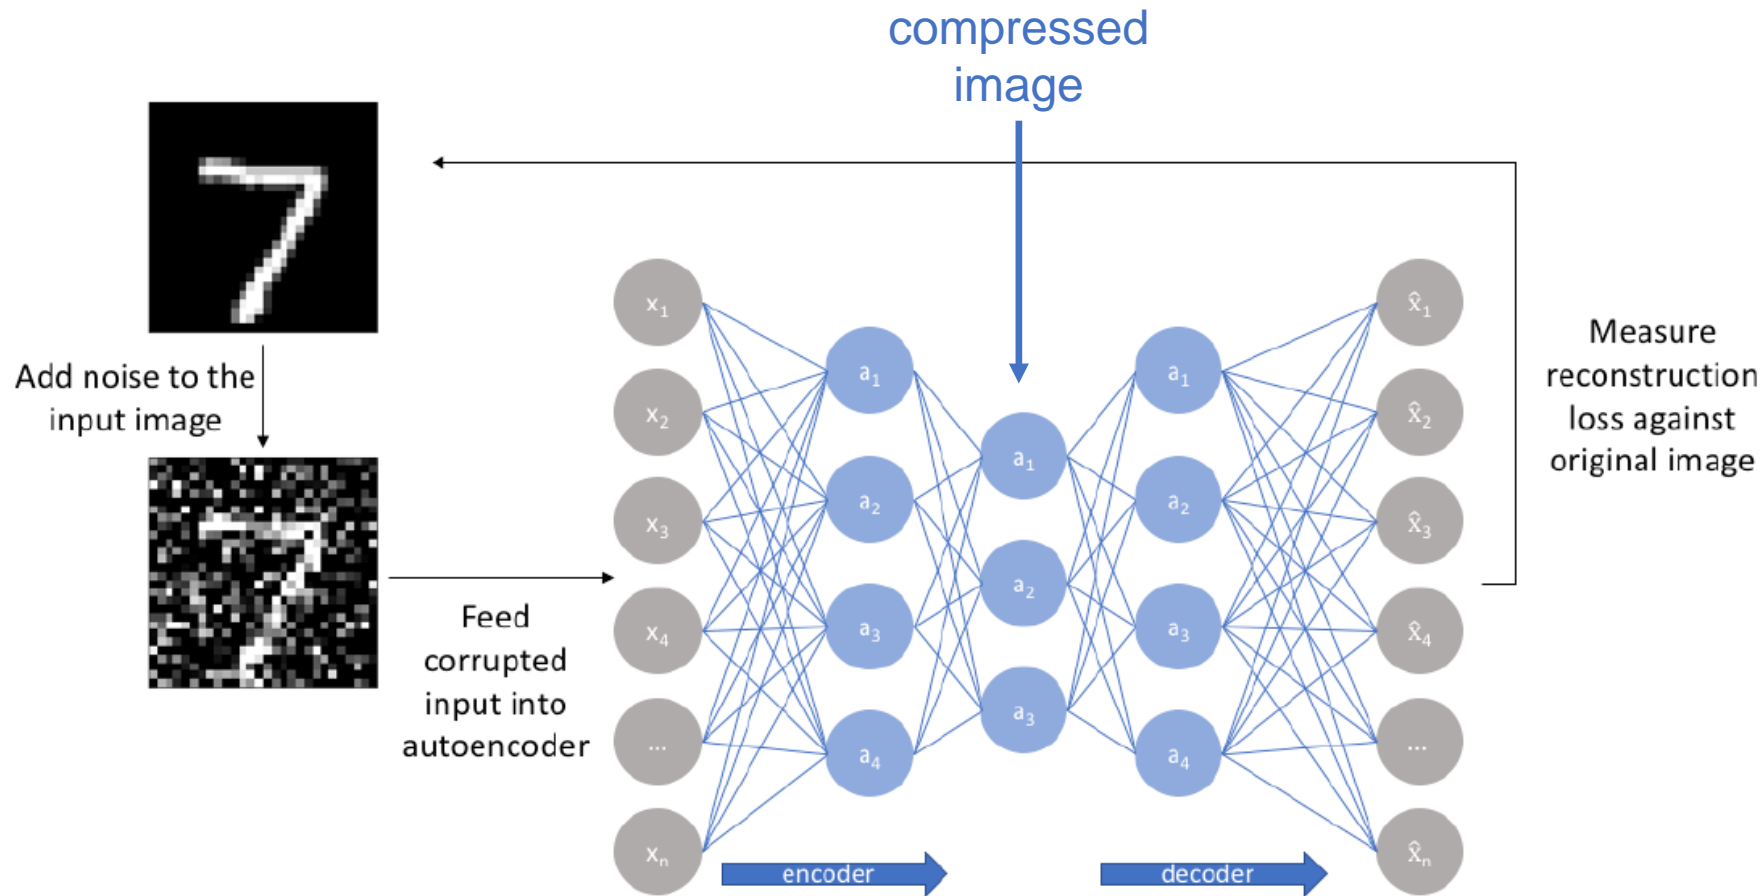 compressed
image
Add noise to the
input image
Feed
corrupted
input into
autoencoder
x₁
x₂
x₃
x₄
...
xₙ
a₁
a₂
a₃
a₄
a₁
a₂
a₃
a₁
a₂
a₃
a₄
x̂₁
x̂₂
x̂₃
x̂₄
...
x̂ₙ
encoder
decoder
Measure
reconstruction
loss against
original image